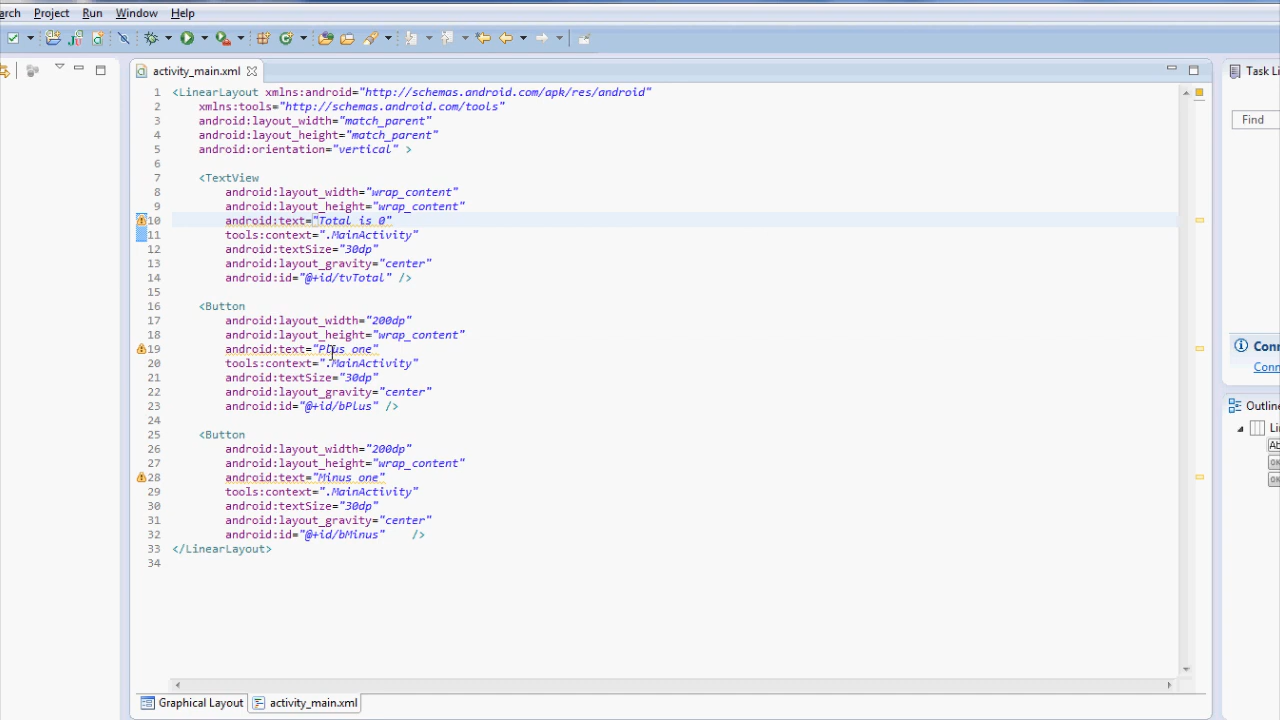 arch Project Run Window Help
activity_main.xml
Task Li
Find
1 <LinearLayout xmlns:android="http://schemas.android.com/apk/res/android"
2 xmlns:tools="http://schemas.android.com/tools"
3 android:layout_width="match_parent"
4 android:layout_height="match_parent"
5 android:orientation="vertical" >
6
7 <TextView
8 android:layout_width="wrap_content"
9 android:layout_height="wrap_content"
10 android:text="Total is 0"
11 tools:context=".MainActivity"
12 android:textSize="30dp"
13 android:layout_gravity="center"
14 android:id="@+id/tvTotal" />
15
16 <Button
17 android:layout_width="200dp"
18 android:layout_height="wrap_content"
19 android:text="Plus one"
20 tools:context=".MainActivity"
21 android:textSize="30dp"
22 android:layout_gravity="center"
23 android:id="@+id/bPlus" />
24
25 <Button
26 android:layout_width="200dp"
27 android:layout_height="wrap_content"
28 android:text="Minus one"
29 tools:context=".MainActivity"
30 android:textSize="30dp"
31 android:layout_gravity="center"
32 android:id="@+id/bMinus" />
33 </LinearLayout>
34
Conn
Conn
Outline
Li
Ab
OK
OK
Graphical Layout activity_main.xml